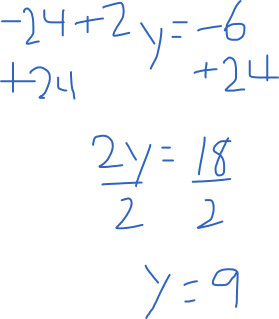 -24+2y=-6
+24 +24
2y = 18
2 2
y = 9